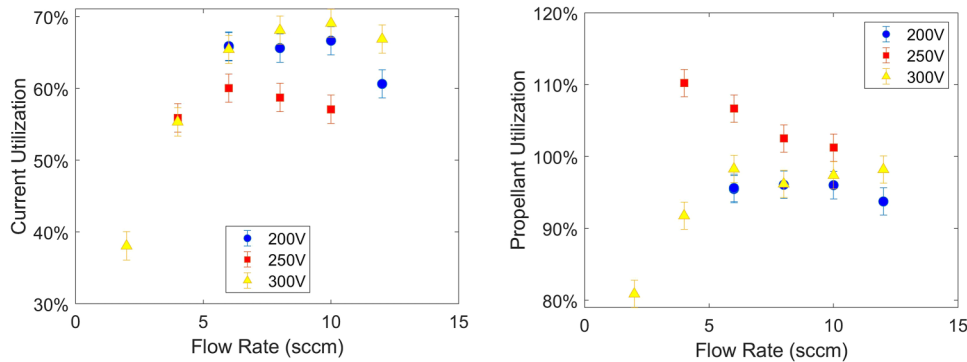 70%
60%
50%
40%
30%
Current Utilization
0
5
10
15
Flow Rate (sccm)
200V
250V
300V
120%
110%
100%
90%
80%
Propellant Utilization
0
5
10
15
Flow Rate (sccm)
200V
250V
300V